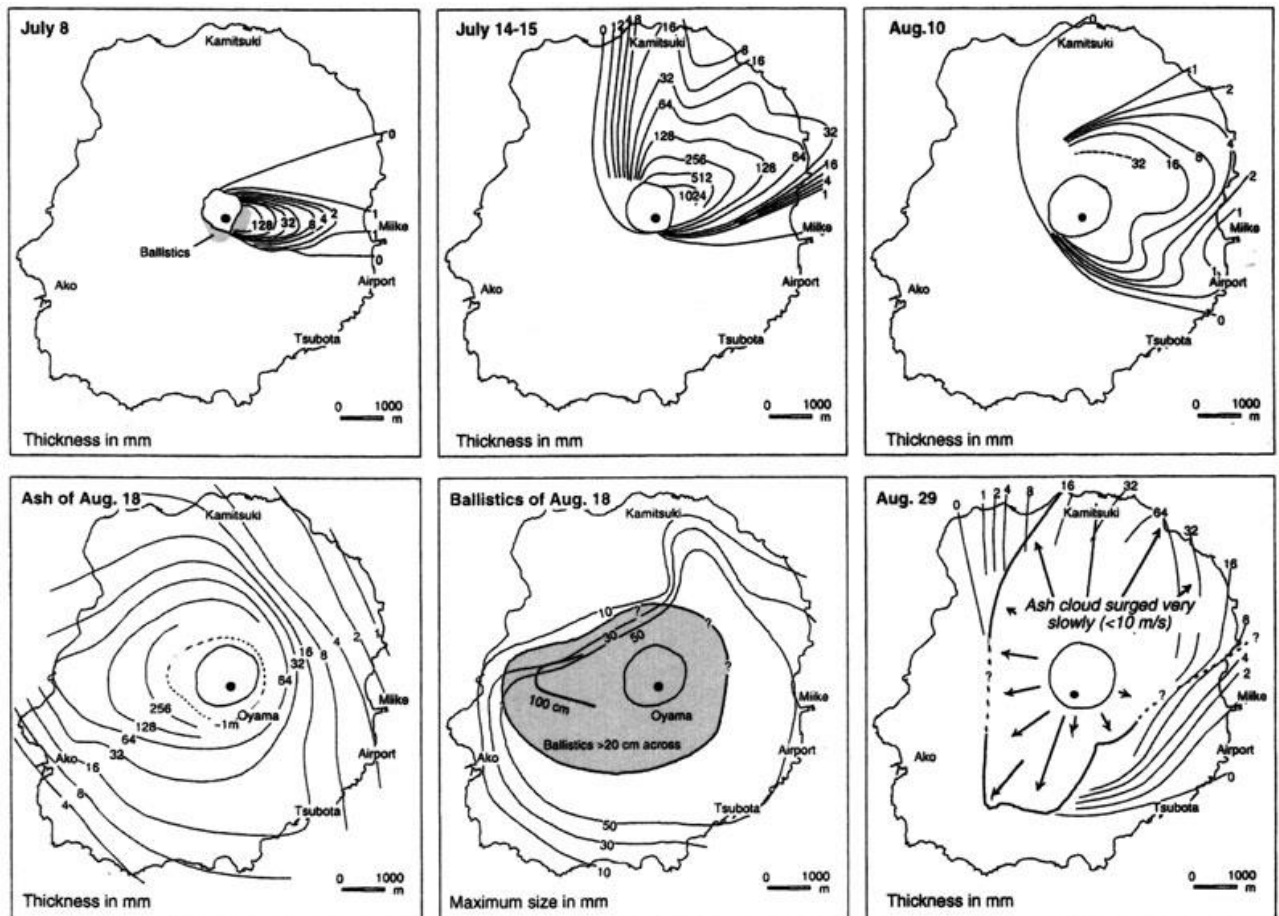 July 8
Kamitsuki
0
1
128 32 8 4 2
Miike
Ballistics
1
0
Ako
Airport
Tsubota
0 1000
m
Thickness in mm
July 14-15
0 12 18 16
Kamitsuki
8
16
32
64
32
128
64
256
128
16
512
4
1024
1
Miike
Ako
Airport
Tsubota
0 1000
m
Thickness in mm
Aug.10
0
Kamitsuki
1
2
4
32 16 8
2
1
Miike
1
Ako
Airport
0
Tsubota
0 1000
m
Thickness in mm
Ash of Aug. 18
Kamitsuki
2 1
4
16 8
32
64
256
~1m
Oyama
Miike
128
64
32
Airport
Ako
16
8
4
Tsubota
0 1000
m
Thickness in mm
Ballistics of Aug. 18
Kamitsuki
10
?
?
30 50
?
100 cm
Oyama
Miike
Ballistics >20 cm across
Ako
Airport
50
Tsubota
30
10
0 1000
m
Maximum size in mm
Aug. 29
0 1 2 4 8 16 32
Kamitsuki
64
32
16
Ash cloud surged very
slowly (<10 m/s)
8
?
?
?
4
2
Miike
Ako
Airport
0
Tsubota
0 1000
m
Thickness in mm